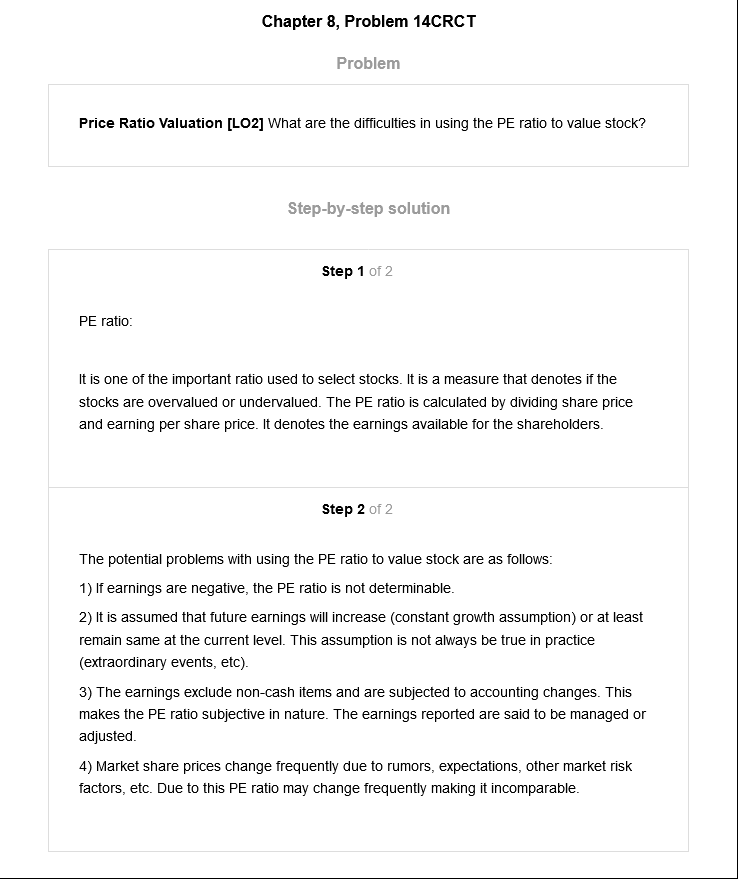 Chapter 8, Problem 14CRCT
Problem
Price Ratio Valuation [LO2] What are the difficulties in using the PE ratio to value stock?
Step-by-step solution
Step 1 of 2
PE ratio:
It is one of the important ratio used to select stocks. It is a measure that denotes if the
stocks are overvalued or undervalued. The PE ratio is calculated by dividing share price
and earning per share price. It denotes the earnings available for the shareholders.
Step 2 of 2
The potential problems with using the PE ratio to value stock are as follows:
1) If earnings are negative, the PE ratio is not determinable.
2) It is assumed that future earnings will increase (constant growth assumption) or at least
remain same at the current level. This assumption is not always be true in practice
(extraordinary events, etc).
3) The earnings exclude non-cash items and are subjected to accounting changes. This
makes the PE ratio subjective in nature. The earnings reported are said to be managed or
adjusted.
4) Market share prices change frequently due to rumors, expectations, other market risk
factors, etc. Due to this PE ratio may change frequently making it incomparable.